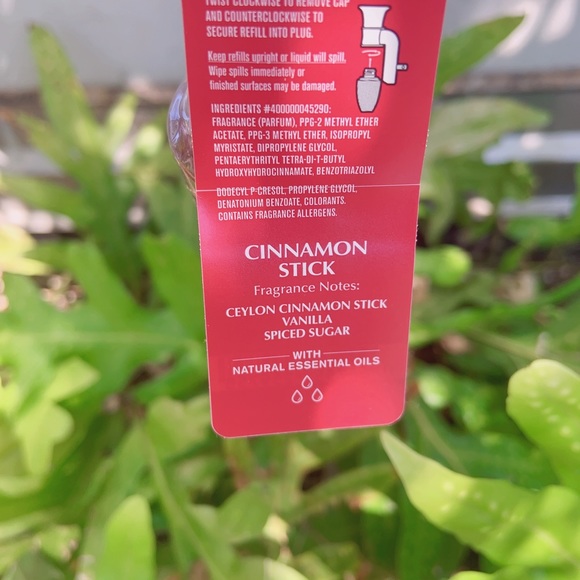 TWIST CLOCKWISE TO REMOVE CAP
AND COUNTERCLOCKWISE TO
SECURE REFILL INTO PLUG.
Keep refills upright or liquid will spill.
Wipe spills immediately or
finished surfaces may be damaged.
INGREDIENTS #400000045290:
FRAGRANCE (PARFUM), PPG-2 METHYL ETHER
ACETATE, PPG-3 METHYL ETHER, ISOPROPYL
MYRISTATE, DIPROPYLENE GLYCOL,
PENTAERYTHRITYL TETRA-DI-T-BUTYL
HYDROXYHYDROCINNAMATE, BENZOTRIAZOLYL
DODECYL P-CRESOL, PROPYLENE GLYCOL,
DENATONIUM BENZOATE, COLORANTS.
CONTAINS FRAGRANCE ALLERGENS.
CINNAMON
STICK
Fragrance Notes:
CEYLON CINNAMON STICK
VANILLA
SPICED SUGAR
WITH
NATURAL ESSENTIAL OILS